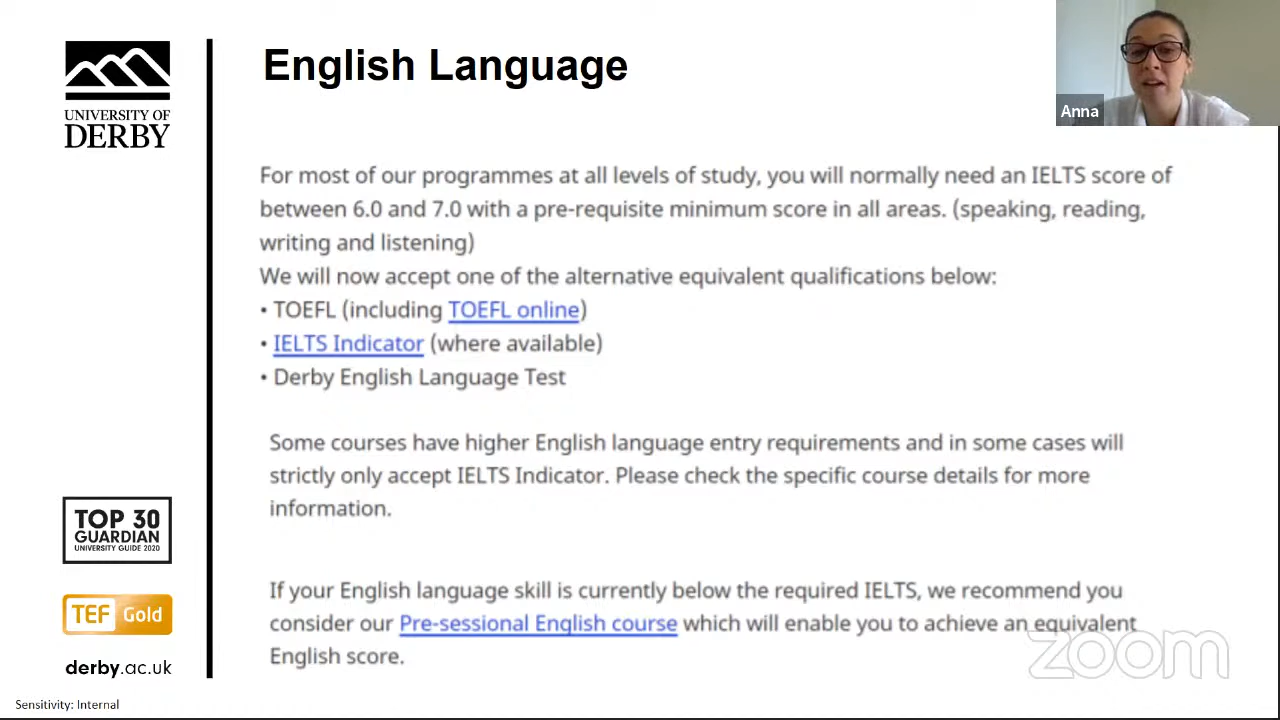 English Language
UNIVERSITY OF
DERBY
Anna
For most of our programmes at all levels of study, you will normally need an IELTS score of
between 6.0 and 7.0 with a pre-requisite minimum score in all areas. (speaking, reading,
writing and listening)
We will now accept one of the alternative equivalent qualifications below:
• TOEFL (including TOEFL online)
• IELTS Indicator (where available)
• Derby English Language Test
Some courses have higher English language entry requirements and in some cases will
strictly only accept IELTS Indicator. Please check the specific course details for more
information.
If your English language skill is currently below the required IELTS, we recommend you
consider our Pre-sessional English course which will enable you to achieve an equivalent
English score.
TOP 30
GUARDIAN
UNIVERSITY GUIDE 2020
TEF Gold
derby.ac.uk
zoom
Sensitivity: Internal